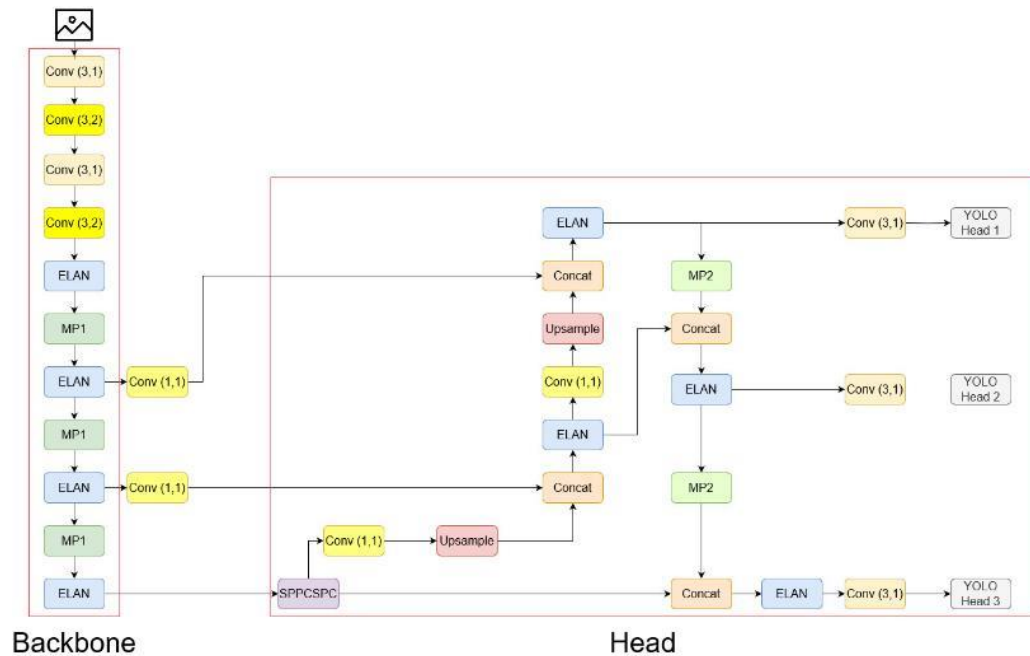 Conv (3,1)
Conv (3,2)
Conv (3,1)
Conv (3,2)
ELAN
MP1
ELAN
Conv (1,1)
MP1
ELAN
Conv (1,1)
MP1
ELAN
Backbone
ELAN
Conv (3,1)
YOLO
Head 1
Concat
MP2
Upsample
Concat
Conv (1,1)
ELAN
Conv (3,1)
YOLO
Head 2
ELAN
Concat
MP2
Conv (1,1)
Upsample
SPPCSPC
Concat
ELAN
Conv (3,1)
YOLO
Head 3
Head